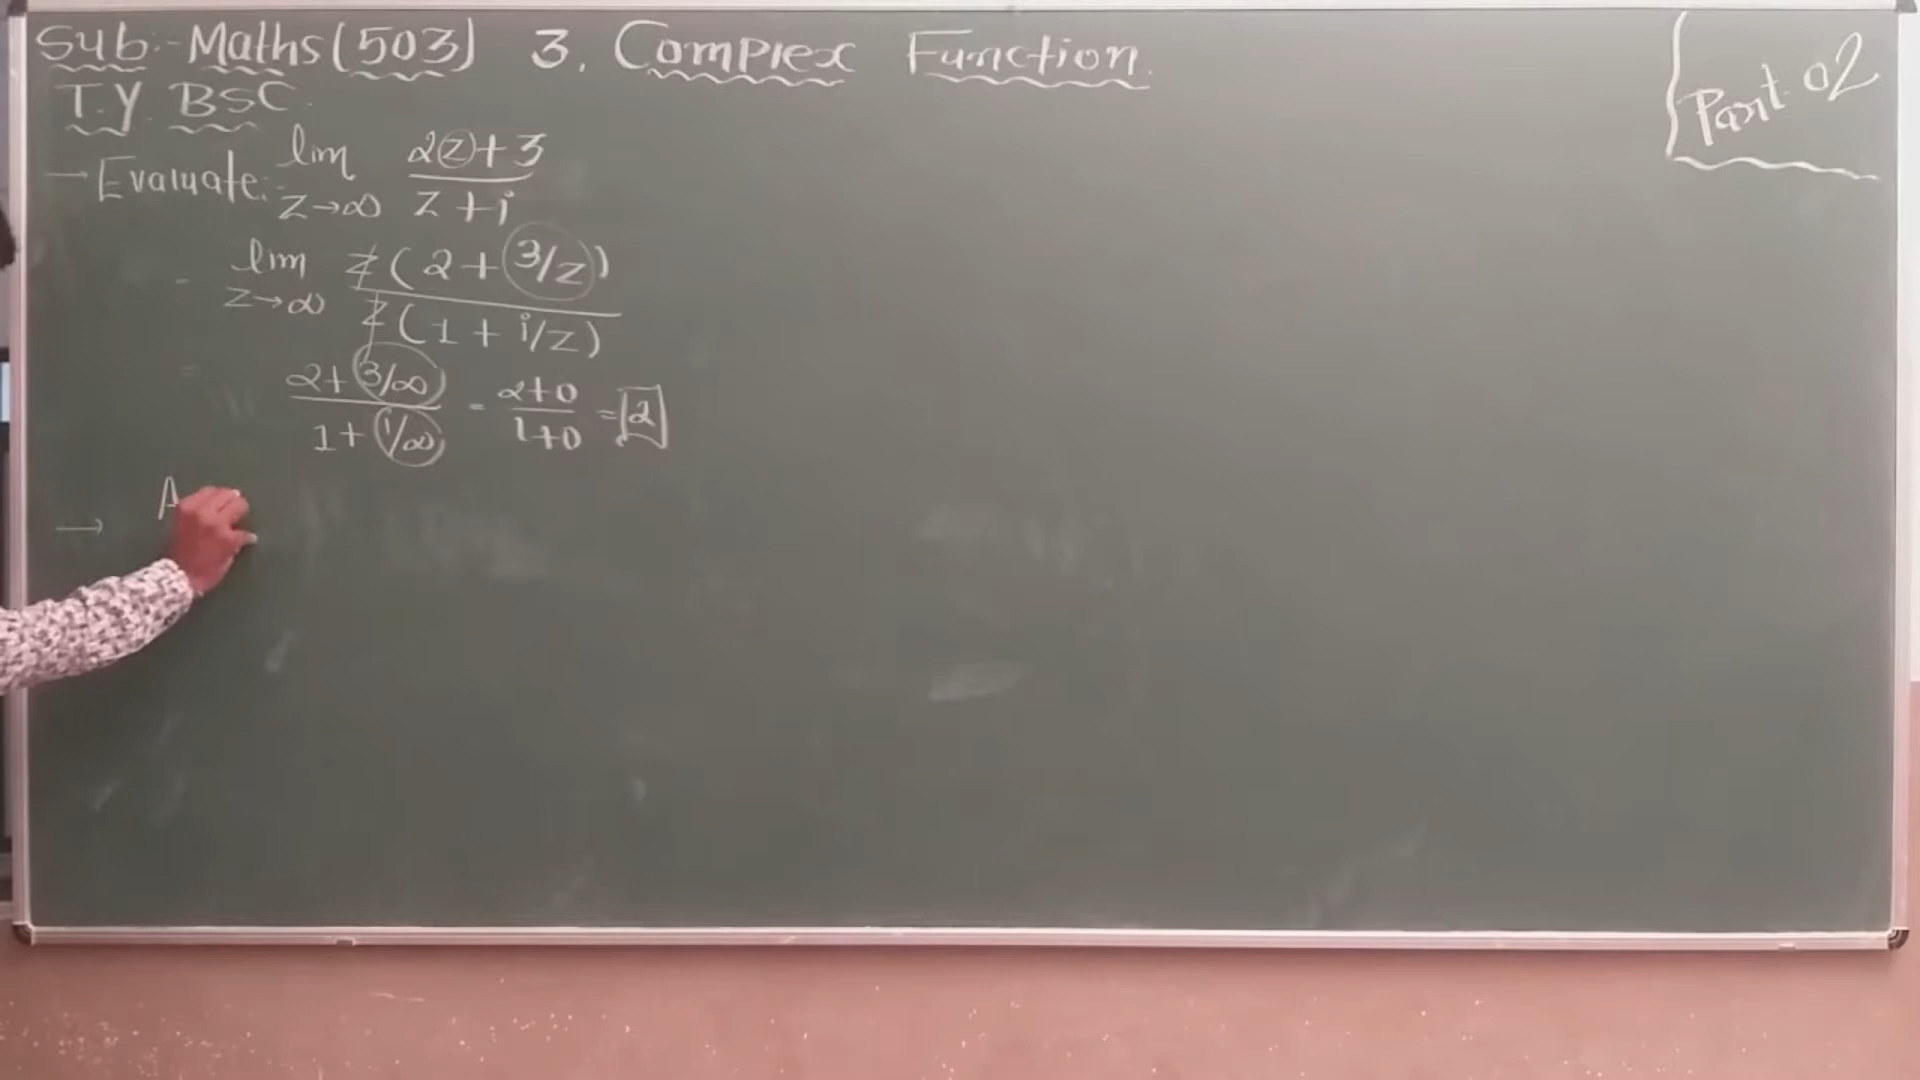 Sub:- Maths (503) 3. Complex Function.
T.Y. BSC.
Part 02
→ Evaluate:- lim z→∞ 2z+3 / z+i
= lim z→∞ z(2 + 3/z) / z(1 + i/z)
= 2+3/∞ / 1+1/∞ = 2+0 / 1+0 = 2
→ A